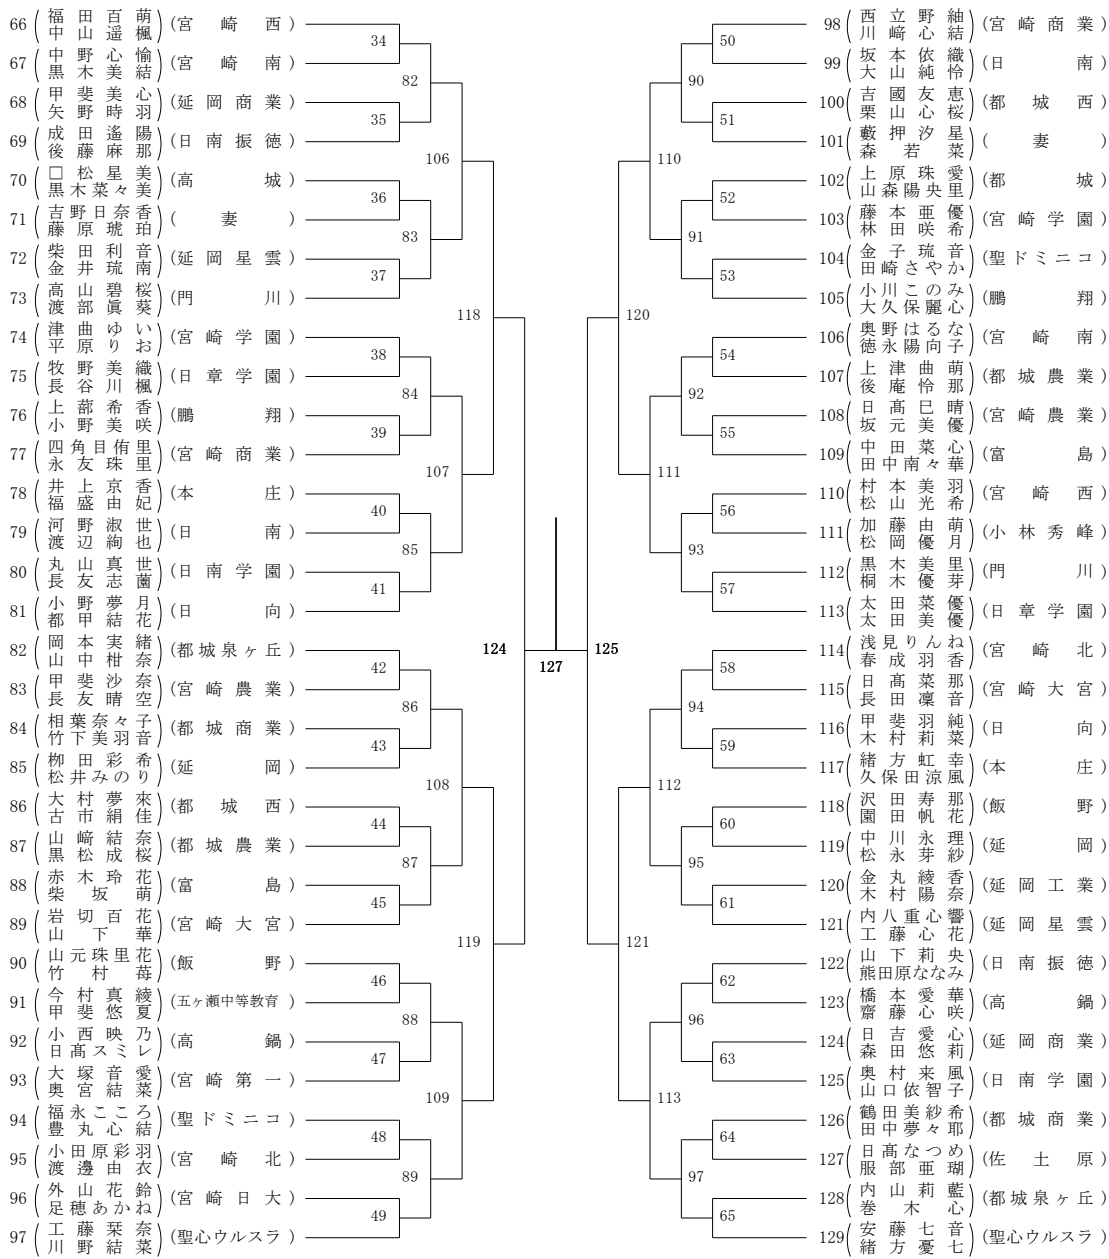 66 (福田百萌 中山遥楓) (宮崎西)
67 (中野心愉 黒木美結) (宮崎南)
68 (甲斐美心 矢野時羽) (延岡商業)
69 (成田遙陽 後藤麻那) (日南振徳)
70 (□松星美 黒木菜々美) (高城)
71 (吉野日奈香 藤原琥珀) (妻)
72 (柴田利音 金井琉南) (延岡星雲)
73 (高山碧桜 渡部眞葵) (門川)
74 (津曲ゆい 平原りお) (宮崎学園)
75 (牧野美織 長谷川楓) (日章学園)
76 (上蔀希香 小野美咲) (鵬翔)
77 (四角目侑里 永友珠里) (宮崎商業)
78 (井上京香 福盛由妃) (本庄)
79 (河野淑世 渡辺絢也) (日南)
80 (丸山真世 長友志薗) (日南学園)
81 (小野夢月 都甲結花) (日向)
82 (岡本実緒 山中柑奈) (都城泉ヶ丘)
83 (甲斐沙奈 長友晴空) (宮崎農業)
84 (相葉奈々子 竹下美羽音) (都城商業)
85 (栁田彩希 松井みのり) (延岡)
86 (大村夢來 古市絹佳) (都城西)
87 (山﨑結奈 黒松成桜) (都城農業)
88 (赤木玲花 柴坂萌) (富島)
89 (岩切百花 山下華) (宮崎大宮)
90 (山元珠里花 竹村苺) (飯野)
91 (今村真綾 甲斐悠夏) (五ヶ瀬中等教育)
92 (小西映乃 日髙スミレ) (高鍋)
93 (大塚音愛 奥宮結菜) (宮崎第一)
94 (福永こころ 豊丸心結) (聖ドミニコ)
95 (小田原彩羽 渡邊由衣) (宮崎北)
96 (外山花鈴 足穂あかね) (宮崎日大)
97 (工藤栞奈 川野結菜) (聖心ウルスラ)
34
35
36
37
38
39
40
41
42
43
44
45
46
47
48
49
82
83
84
85
86
87
88
89
106
107
108
109
118
119
124
127
125
120
121
110
111
112
113
90
91
92
93
94
95
96
97
50
51
52
53
54
55
56
57
58
59
60
61
62
63
64
65
98 (西立野紬 川﨑心結) (宮崎商業)
99 (坂本依織 大山純怜) (日南)
100 (吉國友恵 栗山心桜) (都城西)
101 (藪押汐星 森若菜) (妻)
102 (上原珠愛 山森陽央里) (都城)
103 (藤本亜優 林田咲希) (宮崎学園)
104 (金子琉音 田崎さやか) (聖ドミニコ)
105 (小川このみ 大久保麗心) (鵬翔)
106 (奥野はるな 徳永陽向子) (宮崎南)
107 (上津曲萌 後庵怜那) (都城農業)
108 (日髙巳晴 坂元美優) (宮崎農業)
109 (中田菜心 田中南々華) (富島)
110 (村本美羽 松山光希) (宮崎西)
111 (加藤由萌 松岡優月) (小林秀峰)
112 (黒木美里 桐木優芽) (門川)
113 (太田菜優 太田美優) (日章学園)
114 (浅見りんね 春成羽香) (宮崎北)
115 (日髙菜那 長田凜音) (宮崎大宮)
116 (甲斐羽純 木村莉菜) (日向)
117 (緒方虹幸 久保田涼風) (本庄)
118 (沢田寿那 園田帆花) (飯野)
119 (中川永理 松永芽紗) (延岡)
120 (金丸綾香 木村陽奈) (延岡工業)
121 (内八重心響 工藤心花) (延岡星雲)
122 (山下莉央 熊田原ななみ) (日南振徳)
123 (橋本愛華 齋藤心咲) (高鍋)
124 (日吉愛心 森田悠莉) (延岡商業)
125 (奥村来風 山口依智子) (日南学園)
126 (鶴田美紗希 田中夢々耶) (都城商業)
127 (日髙なつめ 服部亜瑚) (佐土原)
128 (内山莉藍 巻木心) (都城泉ヶ丘)
129 (安藤七音 緒方憂七) (聖心ウルスラ)